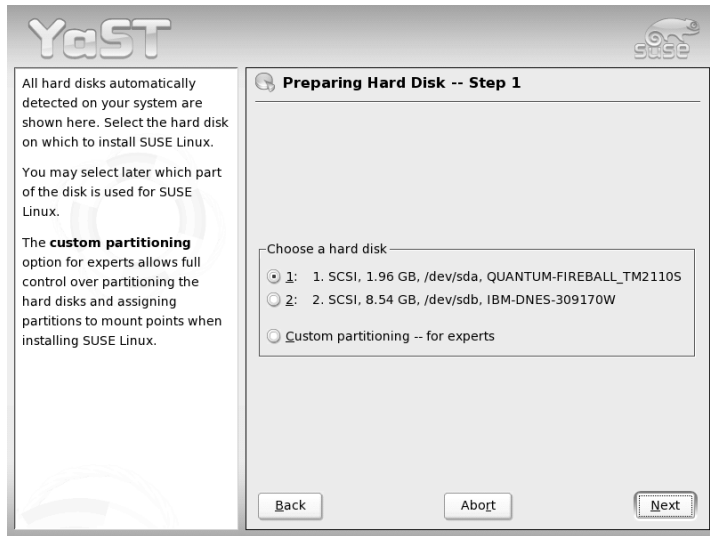 YaST
SUSE
All hard disks automatically
detected on your system are
shown here. Select the hard disk
on which to install SUSE Linux.
You may select later which part
of the disk is used for SUSE
Linux.
The custom partitioning
option for experts allows full
control over partitioning the
hard disks and assigning
partitions to mount points when
installing SUSE Linux.
Preparing Hard Disk -- Step 1
Choose a hard disk
1: 1. SCSI, 1.96 GB, /dev/sda, QUANTUM-FIREBALL_TM2110S
2: 2. SCSI, 8.54 GB, /dev/sdb, IBM-DNES-309170W
Custom partitioning -- for experts
Back
Abort
Next